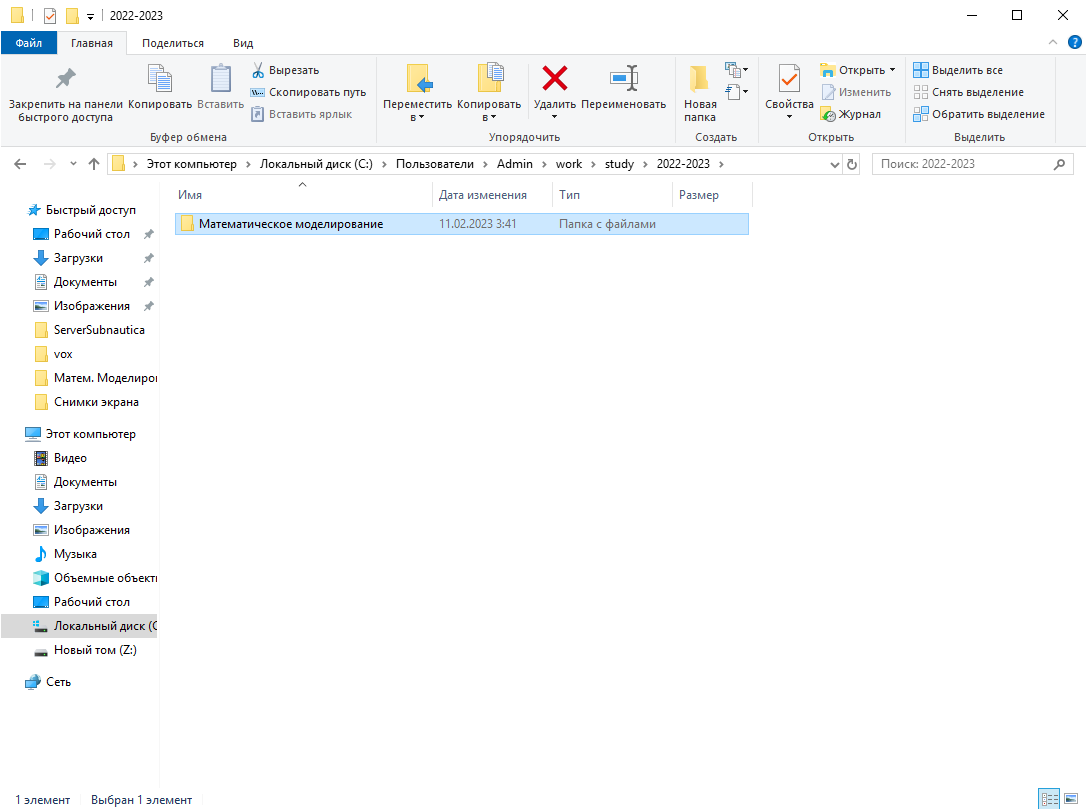 2022-2023
Файл Главная Поделиться Вид
Закрепить на панели быстрого доступа
Копировать
Вставить
Вырезать
Скопировать путь
Вставить ярлык
Буфер обмена
Переместить в
Копировать в
Удалить
Переименовать
Упорядочить
Новая папка
Создать
Свойства
Открыть
Изменить
Журнал
Открыть
Выделить все
Снять выделение
Обратить выделение
Выделить
Этот компьютер > Локальный диск (C:) > Пользователи > Admin > work > study > 2022-2023 >
Поиск: 2022-2023
Имя Дата изменения Тип Размер
Математическое моделирование 11.02.2023 3:41 Папка с файлами
Быстрый доступ
Рабочий стол
Загрузки
Документы
Изображения
ServerSubnautica
vox
Матем. Моделиро
Снимки экрана
Этот компьютер
Видео
Документы
Загрузки
Изображения
Музыка
Объемные объект
Рабочий стол
Локальный диск (C
Новый том (Z:)
Сеть
1 элемент Выбран 1 элемент